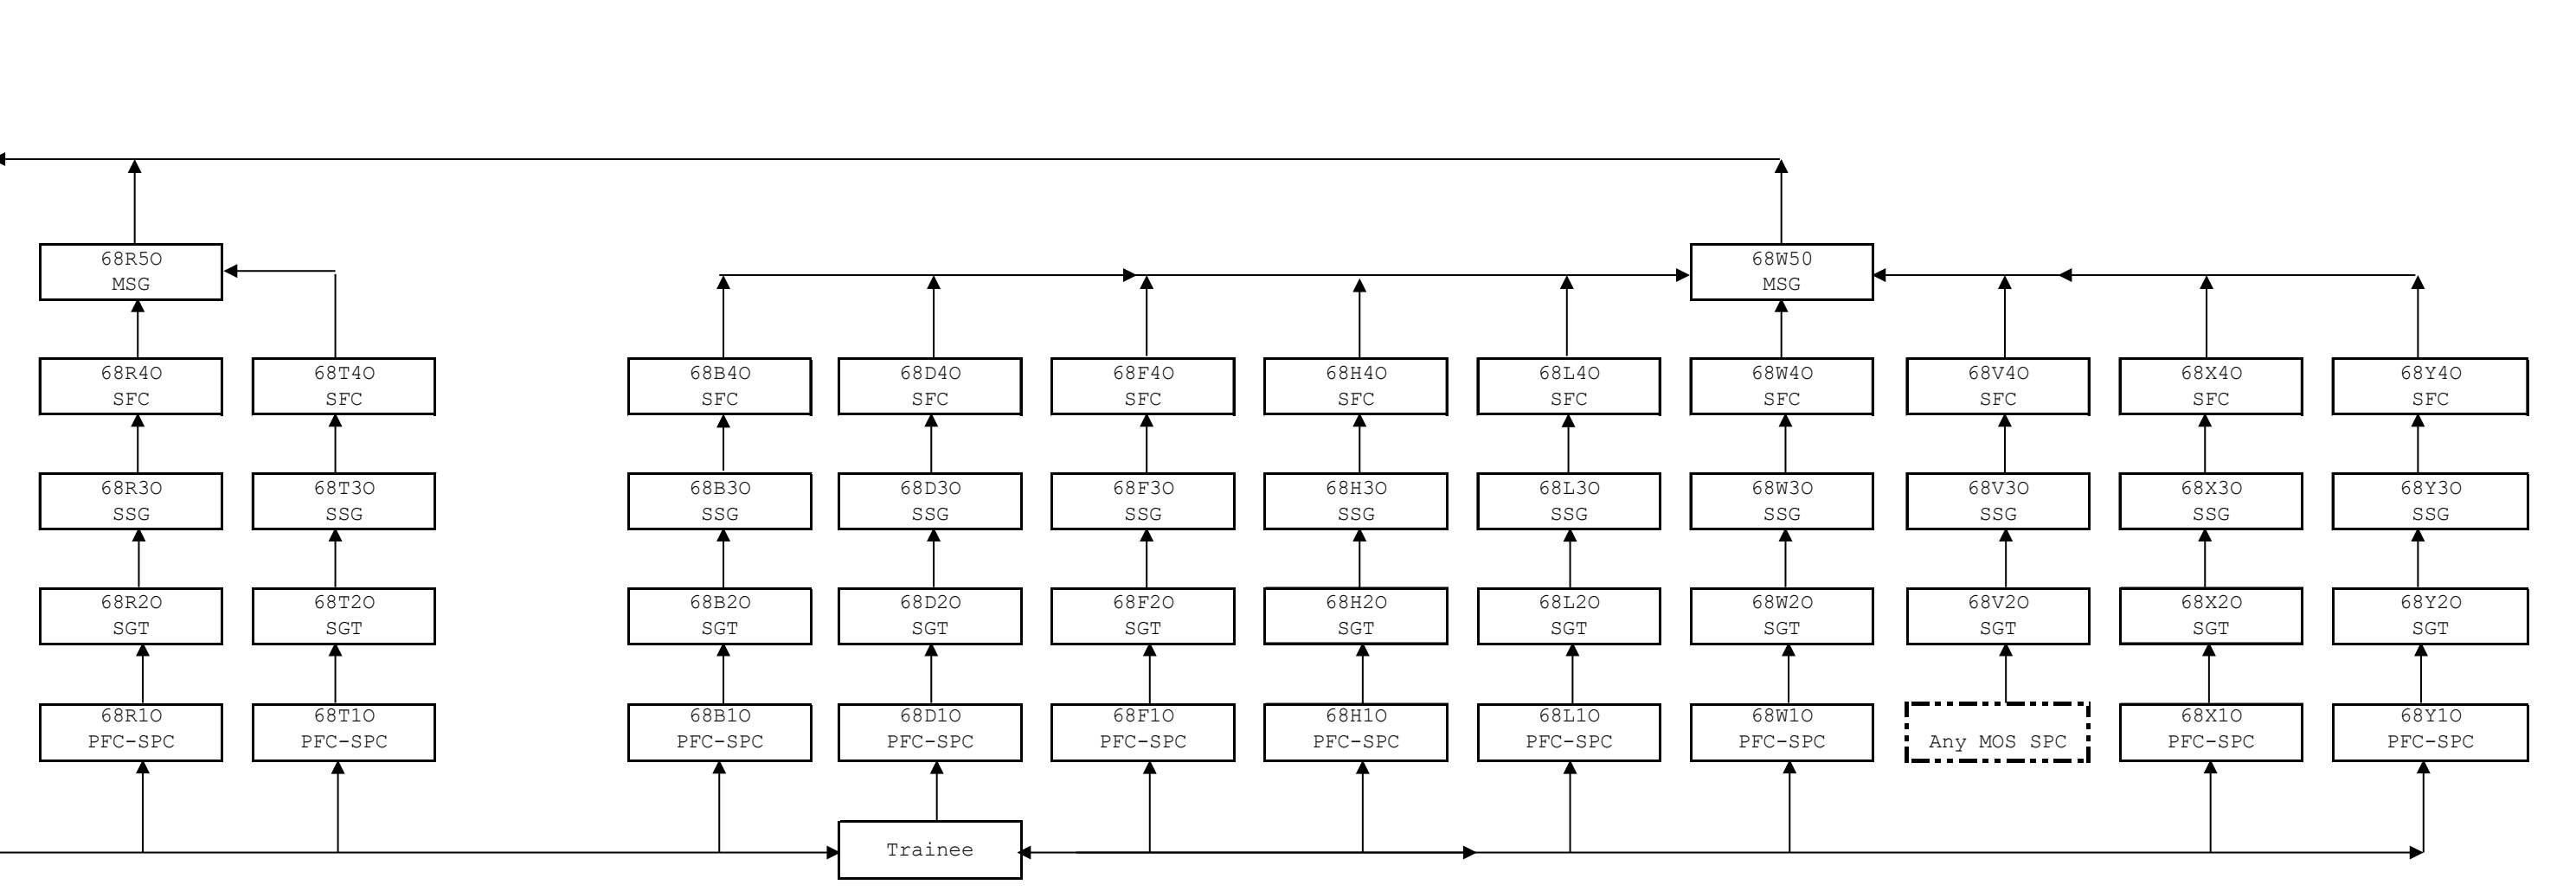 68R5O
MSG
68W50
MSG
68R4O
SFC
68T4O
SFC
68B4O
SFC
68D4O
SFC
68F4O
SFC
68H4O
SFC
68L4O
SFC
68W4O
SFC
68V4O
SFC
68X4O
SFC
68Y4O
SFC
68R3O
SSG
68T3O
SSG
68B3O
SSG
68D3O
SSG
68F3O
SSG
68H3O
SSG
68L3O
SSG
68W3O
SSG
68V3O
SSG
68X3O
SSG
68Y3O
SSG
68R2O
SGT
68T2O
SGT
68B2O
SGT
68D2O
SGT
68F2O
SGT
68H2O
SGT
68L2O
SGT
68W2O
SGT
68V2O
SGT
68X2O
SGT
68Y2O
SGT
68R1O
PFC-SPC
68T1O
PFC-SPC
68B1O
PFC-SPC
68D1O
PFC-SPC
68F1O
PFC-SPC
68H1O
PFC-SPC
68L1O
PFC-SPC
68W1O
PFC-SPC
Any MOS SPC
68X1O
PFC-SPC
68Y1O
PFC-SPC
Trainee